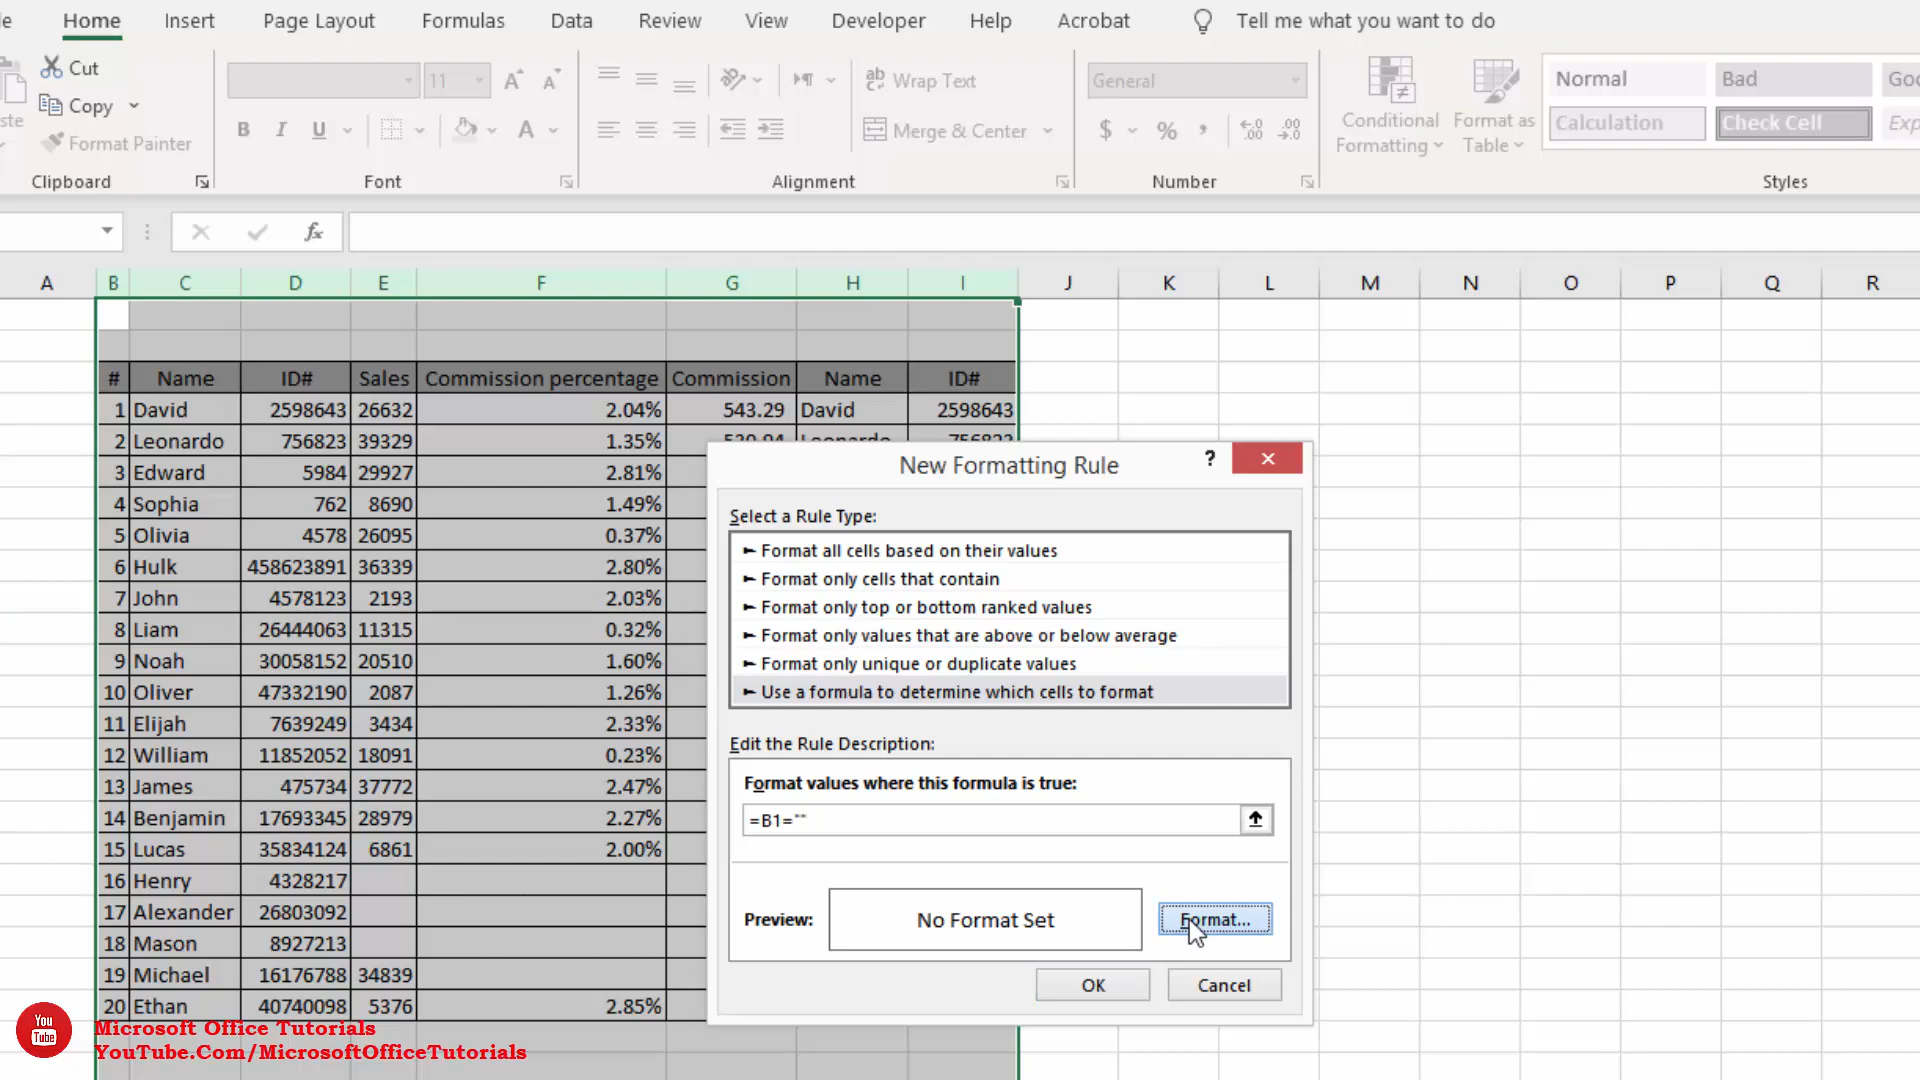 Home Insert Page Layout Formulas Data Review View Developer Help Acrobat Tell me what you want to do
Cut
Copy
Format Painter
Clipboard
11
B I U A
Font
ab Wrap Text
Merge & Center
Alignment
General
$ % ,
Number
Conditional
Formatting
Format as
Table
Normal Bad
Calculation Check Cell
Styles
fx
A B C D E F G H I J K L M N O P Q R
# Name ID# Sales Commission percentage Commission Name ID#
1 David 2598643 26632 2.04% 543.29 David 2598643
2 Leonardo 756823 39329 1.35% 530.94 Leonardo 756823
3 Edward 5984 29927 2.81%
4 Sophia 762 8690 1.49%
5 Olivia 4578 26095 0.37%
6 Hulk 458623891 36339 2.80%
7 John 4578123 2193 2.03%
8 Liam 26444063 11315 0.32%
9 Noah 30058152 20510 1.60%
10 Oliver 47332190 2087 1.26%
11 Elijah 7639249 3434 2.33%
12 William 11852052 18091 0.23%
13 James 475734 37772 2.47%
14 Benjamin 17693345 28979 2.27%
15 Lucas 35834124 6861 2.00%
16 Henry 4328217
17 Alexander 26803092
18 Mason 8927213
19 Michael 16176788 34839
20 Ethan 40740098 5376 2.85%
New Formatting Rule ?
Select a Rule Type:
► Format all cells based on their values
► Format only cells that contain
► Format only top or bottom ranked values
► Format only values that are above or below average
► Format only unique or duplicate values
► Use a formula to determine which cells to format
Edit the Rule Description:
Format values where this formula is true:
=B1=""
Preview: No Format Set Format...
OK Cancel
You
Tube
Microsoft Office Tutorials
YouTube.Com/MicrosoftOfficeTutorials